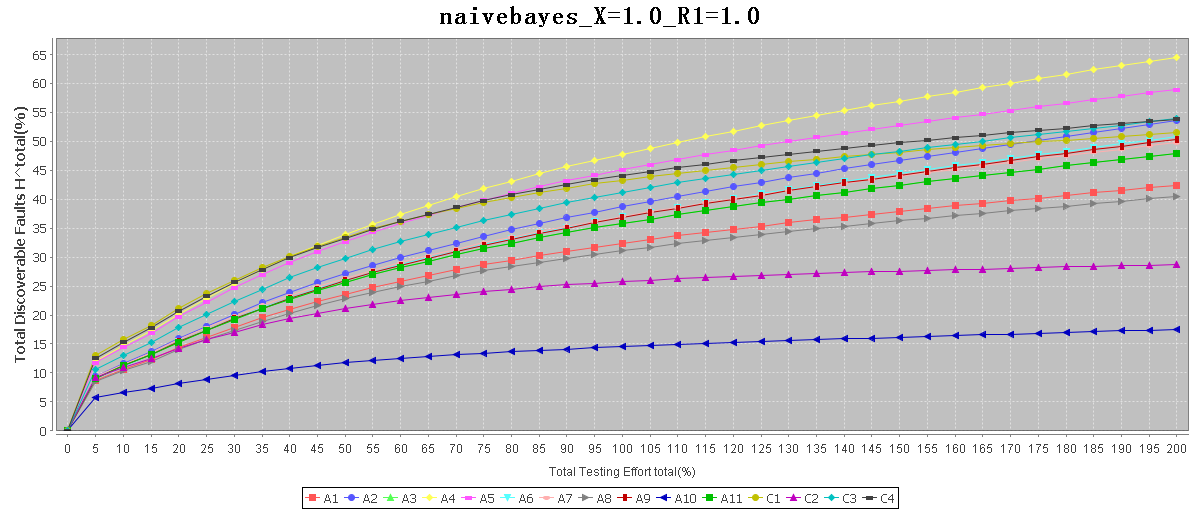 naivebayes_X=1.0_R1=1.0
Total Discoverable Faults H^total(%)
65
60
55
50
45
40
35
30
25
20
15
10
5
0
0 5 10 15 20 25 30 35 40 45 50 55 60 65 70 75 80 85 90 95 100 105 110 115 120 125 130 135 140 145 150 155 160 165 170 175 180 185 190 195 200
Total Testing Effort total(%)
A1 A2 A3 A4 A5 A6 A7 A8 A9 A10 A11 C1 C2 C3 C4